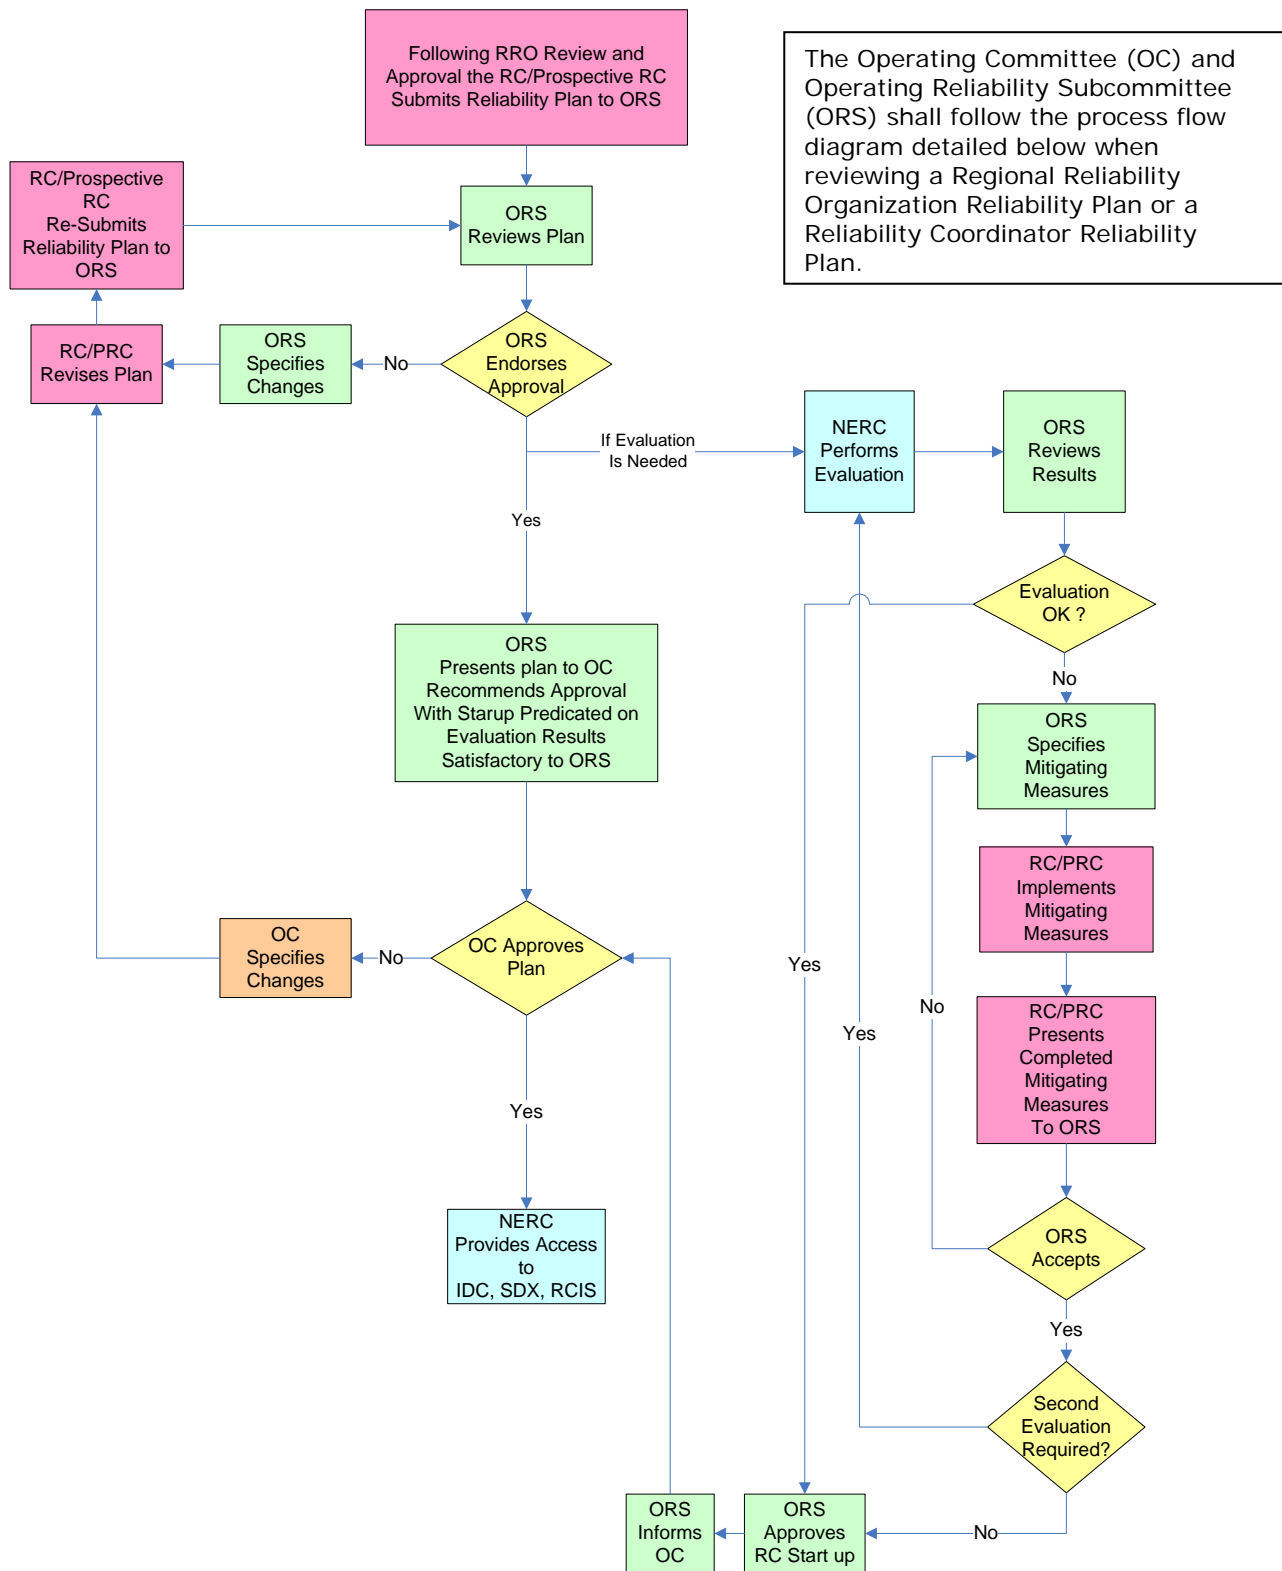 Following RRO Review and
Approval the RC/Prospective RC
Submits Reliability Plan to ORS
The Operating Committee (OC) and
Operating Reliability Subcommittee
(ORS) shall follow the process flow
diagram detailed below when
reviewing a Regional Reliability
Organization Reliability Plan or a
Reliability Coordinator Reliability
Plan.
RC/Prospective
RC
Re-Submits
Reliability Plan to
ORS
ORS
Reviews Plan
RC/PRC
Revises Plan
ORS
Specifies
Changes
No
ORS
Endorses
Approval
If Evaluation
Is Needed
NERC
Performs
Evaluation
ORS
Reviews
Results
Yes
Evaluation
OK ?
No
ORS
Presents plan to OC
Recommends Approval
With Starup Predicated on
Evaluation Results
Satisfactory to ORS
ORS
Specifies
Mitigating
Measures
RC/PRC
Implements
Mitigating
Measures
OC
Specifies
Changes
No
OC Approves
Plan
Yes
No
Yes
RC/PRC
Presents
Completed
Mitigating
Measures
To ORS
Yes
NERC
Provides Access
to
IDC, SDX, RCIS
ORS
Accepts
Yes
Second
Evaluation
Required?
ORS
Informs
OC
ORS
Approves
RC Start up
No